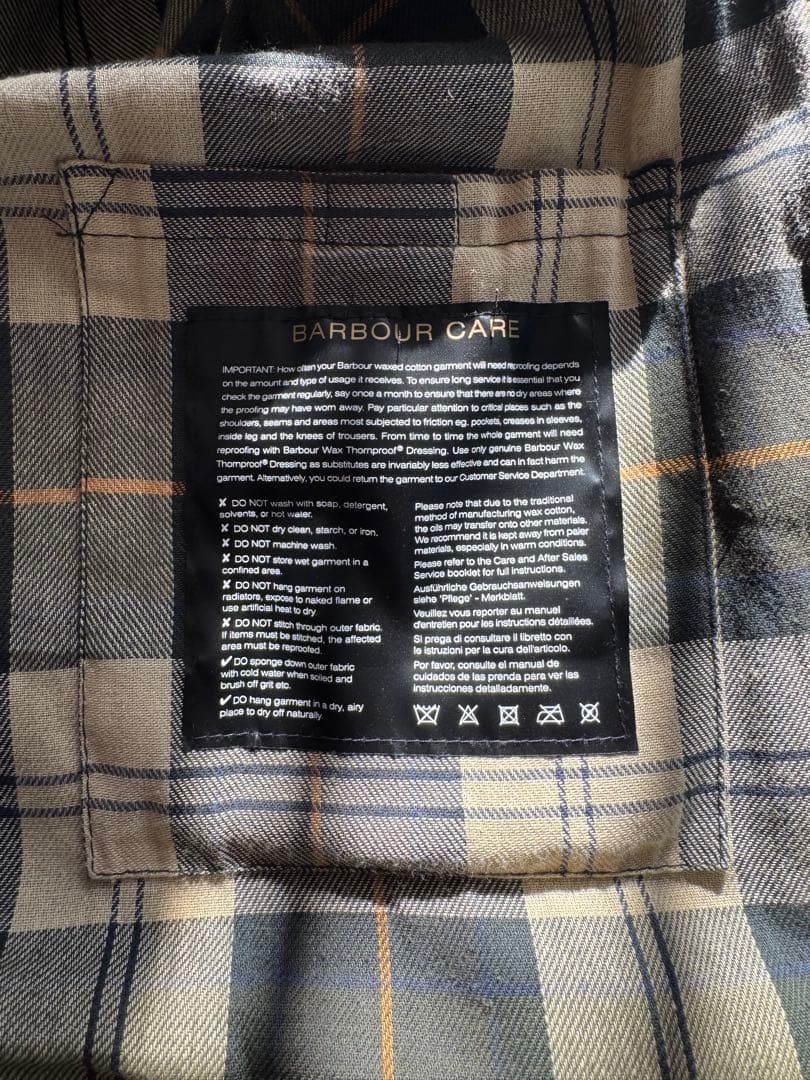 BARBOUR CARE
IMPORTANT: How often your Barbour waxed cotton garment will need reproofing depends
on the amount and type of usage it receives. To ensure long service it is essential that you
check the garment regularly, say once a month to ensure that there are no dry areas where
the proofing may have worn away. Pay particular attention to critical places such as the
shoulders, seams and areas most subjected to friction eg. pockets, creases in sleeves,
inside leg and the knees of trousers. From time to time the whole garment will need
reproofing with Barbour Wax Thornproof® Dressing. Use only genuine Barbour Wax
Thornproof® Dressing as substitutes are invariably less effective and can in fact harm the
garment. Alternatively, you could return the garment to our Customer Service Department.
✗ DO NOT wash with soap, detergent,
solvents, or hot water.
✗ DO NOT dry clean, starch, or iron.
✗ DO NOT machine wash.
✗ DO NOT store wet garment in a
confined area.
✗ DO NOT hang garment on
radiators, expose to naked flame or
use artificial heat to dry
✗ DO NOT stitch through outer fabric.
If items must be stitched, the affected
area must be reproofed.
✓ DO sponge down outer fabric
with cold water when soiled and
brush off grit etc.
✓ DO hang garment in a dry, airy
place to dry off naturally.
Please note that due to the traditional
method of manufacturing wax cotton,
the oils may transfer onto other materials.
We recommend it is kept away from paler
materials, especially in warm conditions.
Please refer to the Care and After Sales
Service booklet for full instructions.
Ausführliche Gebrauchsanweisungen
siehe 'Pflege' - Merkblatt.
Veuillez vous reporter au manuel
d'entretien pour les instructions détaillées.
Si prega di consultare il libretto con
le istruzioni per la cura dell'articolo.
Por favor, consulte el manual de
cuidados de las prenda para ver las
instrucciones detalladamente.